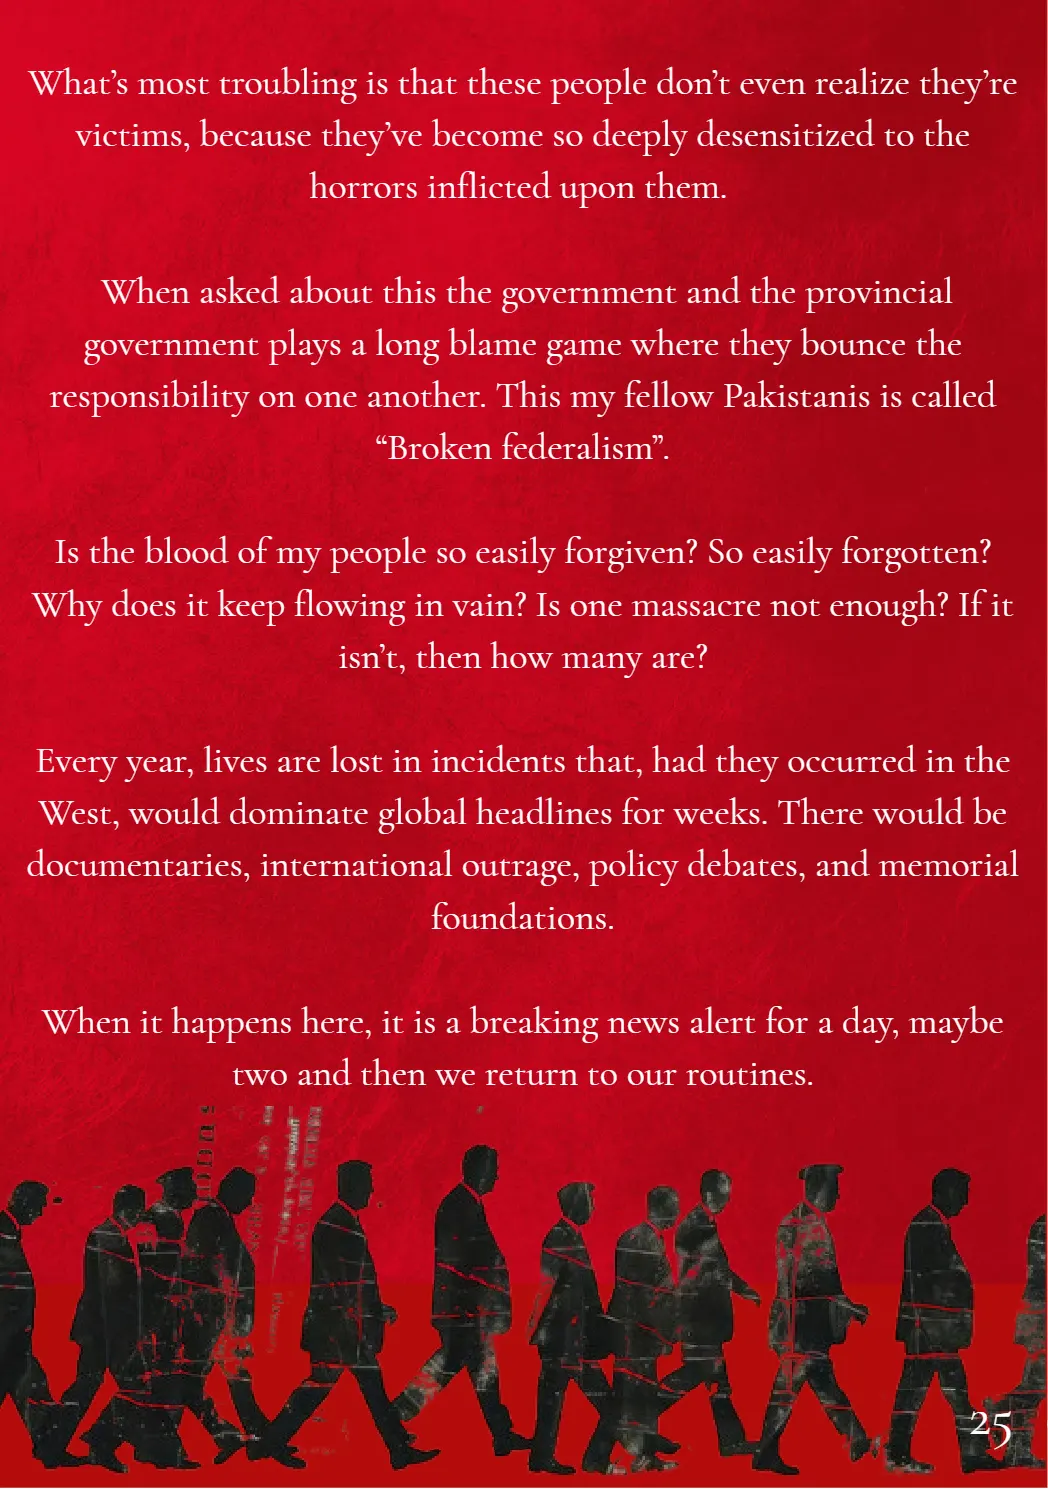 What’s most troubling is that these people don’t even realize they’re
victims, because they’ve become so deeply desensitized to the
horrors inflicted upon them.
When asked about this the government and the provincial
government plays a long blame game where they bounce the
responsibility on one another. This my fellow Pakistanis is called
“Broken federalism”.
Is the blood of my people so easily forgiven? So easily forgotten?
Why does it keep flowing in vain? Is one massacre not enough? If it
isn’t, then how many are?
Every year, lives are lost in incidents that, had they occurred in the
West, would dominate global headlines for weeks. There would be
documentaries, international outrage, policy debates, and memorial
foundations.
When it happens here, it is a breaking news alert for a day, maybe
two and then we return to our routines.
25